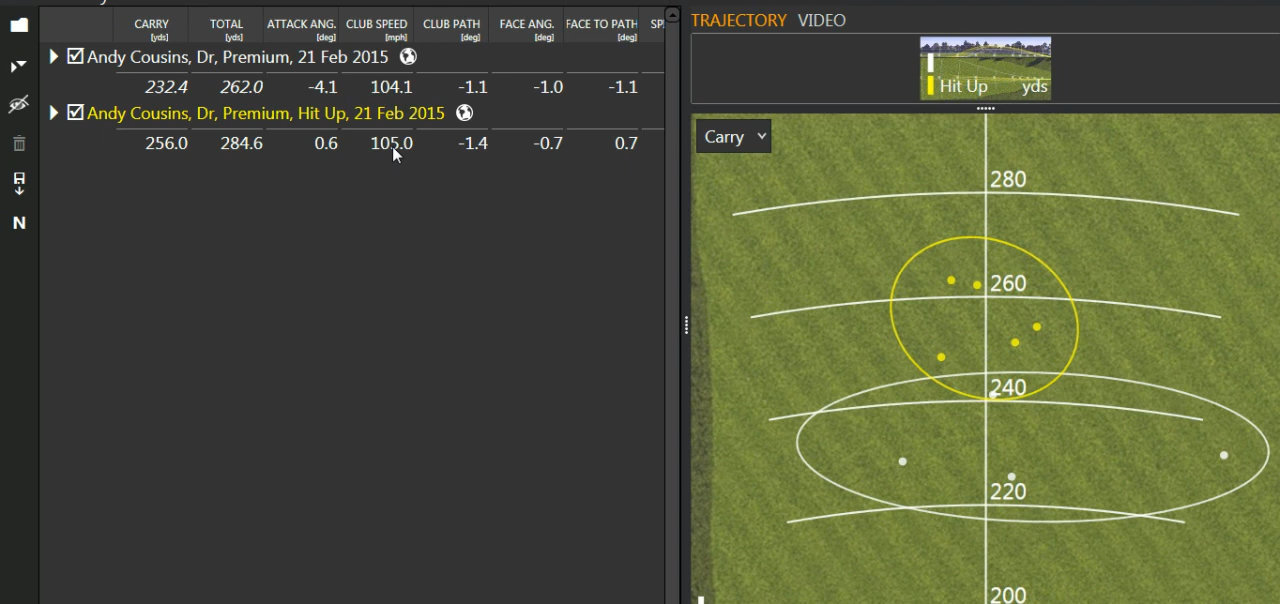 CARRY TOTAL ATTACK ANG. CLUB SPEED CLUB PATH FACE ANG. FACE TO PATH
[yds] [yds] [deg] [mph] [deg] [deg] [deg]
Andy Cousins, Dr, Premium, 21 Feb 2015
232.4 262.0 -4.1 104.1 -1.1 -1.0 -1.1
Andy Cousins, Dr, Premium, Hit Up, 21 Feb 2015
256.0 284.6 0.6 105.0 -1.4 -0.7 0.7
N
TRAJECTORY VIDEO
Hit Up yds
Carry
280
260
240
220
200